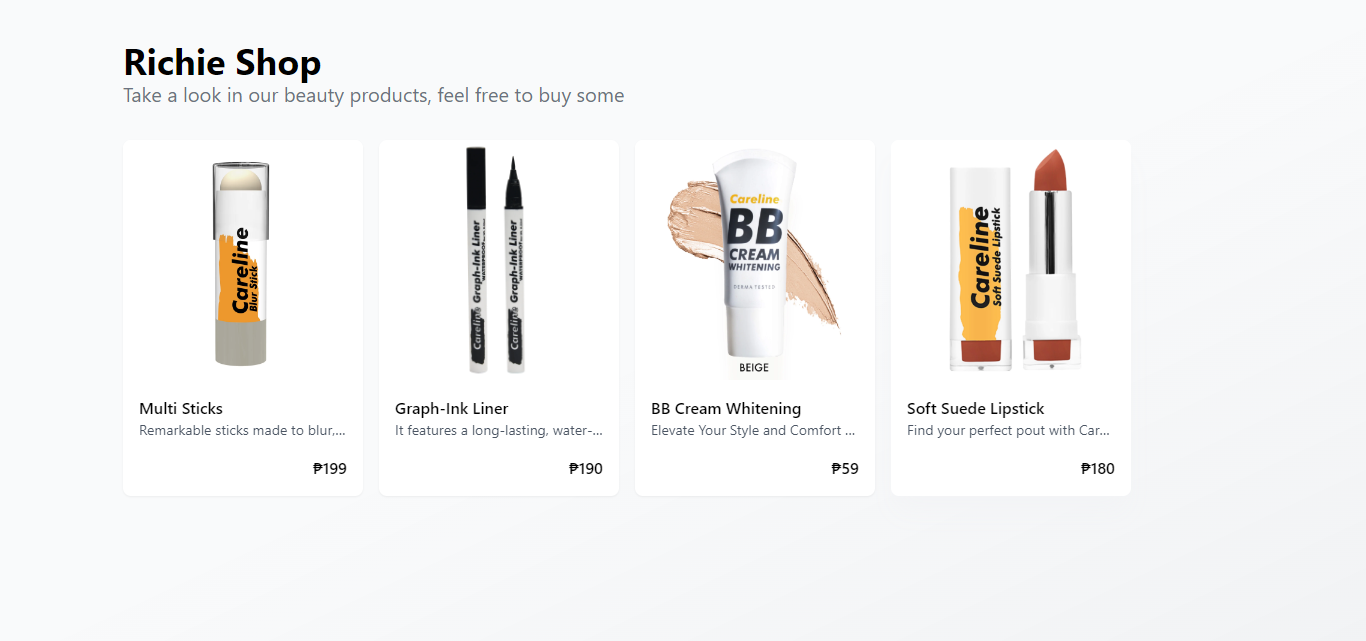 Richie Shop
Take a look in our beauty products, feel free to buy some
Careline
Blur Stick
Multi Sticks
Remarkable sticks made to blur,...
₱199
Careline Graph-Ink Liner
WATERPROOF
Careline Graph-Ink Liner
WATERPROOF
Graph-Ink Liner
It features a long-lasting, water-...
₱190
Careline
BB
CREAM
WHITENING
DERMA TESTED
BEIGE
BB Cream Whitening
Elevate Your Style and Comfort ...
₱59
Careline
Soft Suede Lipstick
Soft Suede Lipstick
Find your perfect pout with Car...
₱180